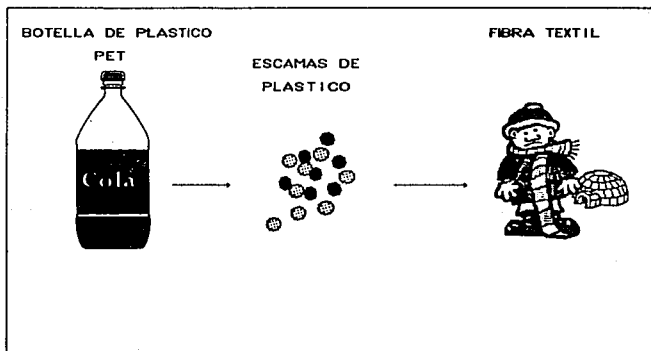 BOTELLA DE PLASTICO
PET
ESCAMAS DE
PLASTICO
FIBRA TEXTIL
Cola